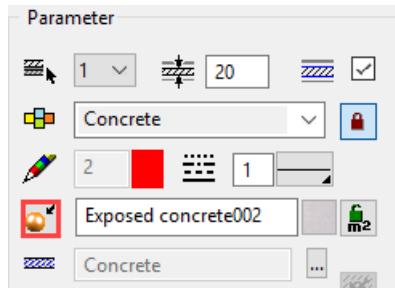 Parameter
1 20
Concrete
2 1
Exposed concrete002 m2
Concrete ...